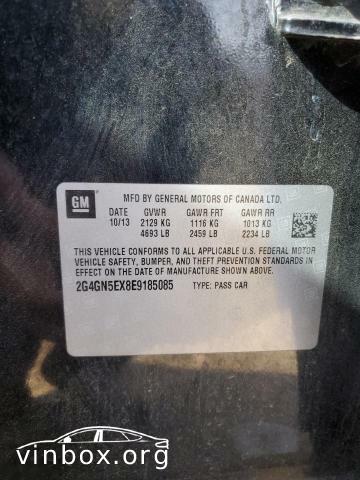 GM
MFD BY GENERAL MOTORS OF CANADA LTD.
DATE GVWR GAWR FRT GAWR RR
10/13 2129 KG 1116 KG 1013 KG
4693 LB 2459 LB 2234 LB
THIS VEHICLE CONFORMS TO ALL APPLICABLE U.S. FEDERAL MOTOR
VEHICLE SAFETY, BUMPER, AND THEFT PREVENTION STANDARDS
IN EFFECT ON THE DATE OF MANUFACTURE SHOWN ABOVE.
2G4GN5EX8E9185085 TYPE: PASS CAR
vinbox.org